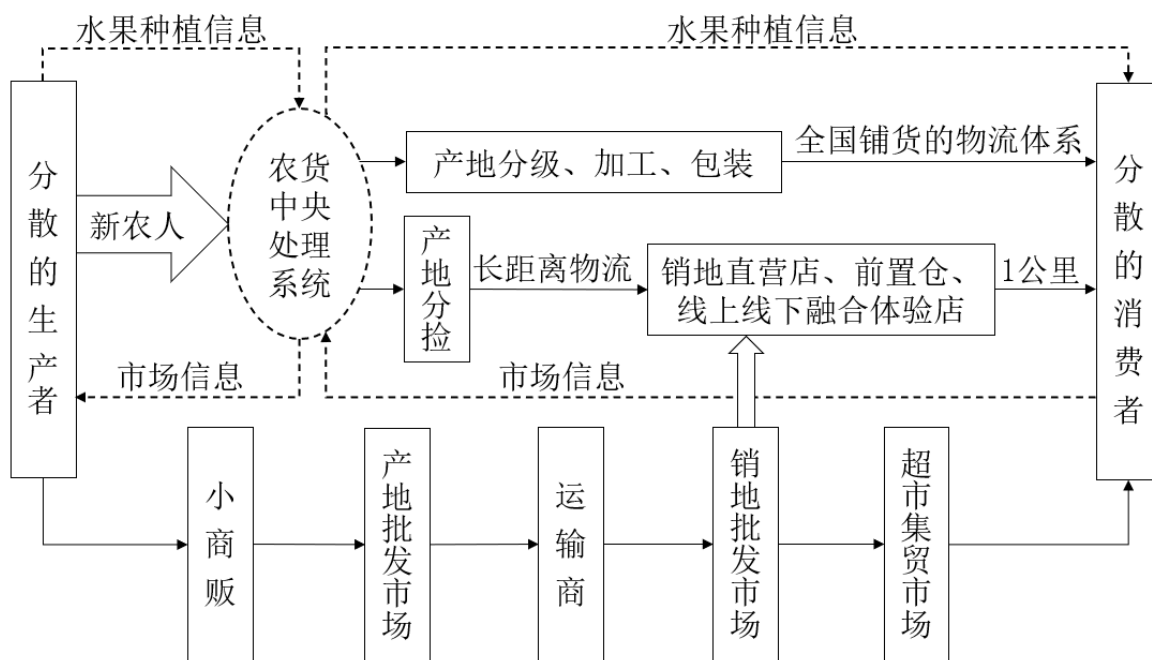 水果种植信息
水果种植信息
分散的生产者
新农人
农货
中央
处理
系统
产地分级、加工、包装
全国铺货的物流体系
产地分捡
长距离物流
销地直营店、前置仓、
线上线下融合体验店
1公里
分散的消费者
市场信息
市场信息
小商贩
产地批发市场
运输商
销地批发市场
超市集贸市场